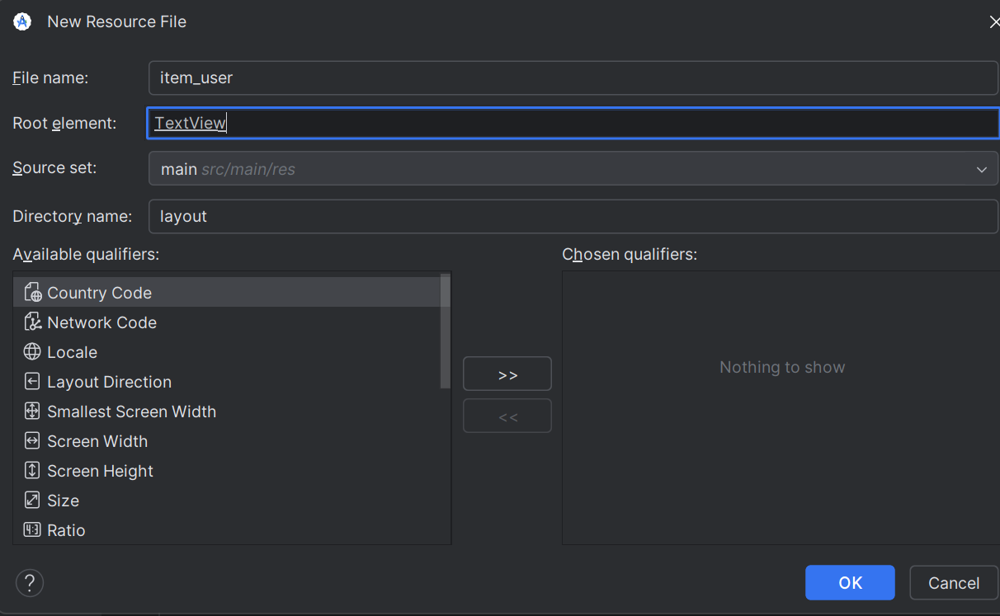 New Resource File
File name: item_user
Root element: TextView
Source set: main src/main/res
Directory name: layout
Available qualifiers:
Chosen qualifiers:
Country Code
Network Code
Locale
Layout Direction
Smallest Screen Width
Screen Width
Screen Height
Size
4:3 Ratio
>>
<<
Nothing to show
?
OK
Cancel